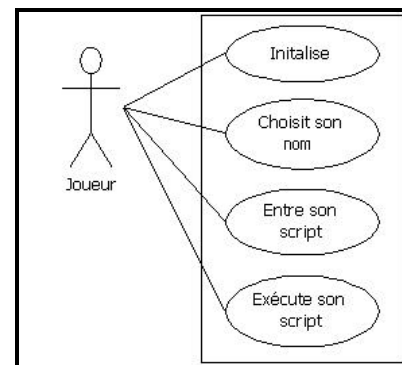 Initalise
Choisit son
nom
Joueur
Entre son
script
Exécute son
script